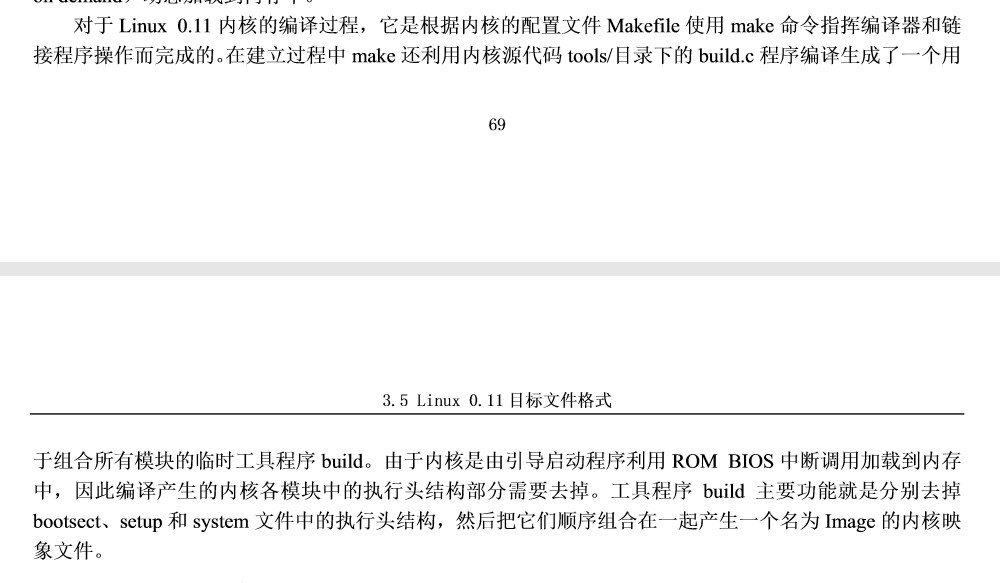 对于 Linux 0.11 内核的编译过程，它是根据内核的配置文件 Makefile 使用 make 命令指挥编译器和链
接程序操作而完成的。在建立过程中 make 还利用内核源代码 tools/目录下的 build.c 程序编译生成了一个用
69
3.5 Linux 0.11 目标文件格式
于组合所有模块的临时工具程序 build。由于内核是由引导启动程序利用 ROM BIOS 中断调用加载到内存
中，因此编译产生的内核各模块中的执行头结构部分需要去掉。工具程序 build 主要功能就是分别去掉
bootsect、setup 和 system 文件中的执行头结构，然后把它们顺序组合在一起产生一个名为 Image 的内核映
象文件。